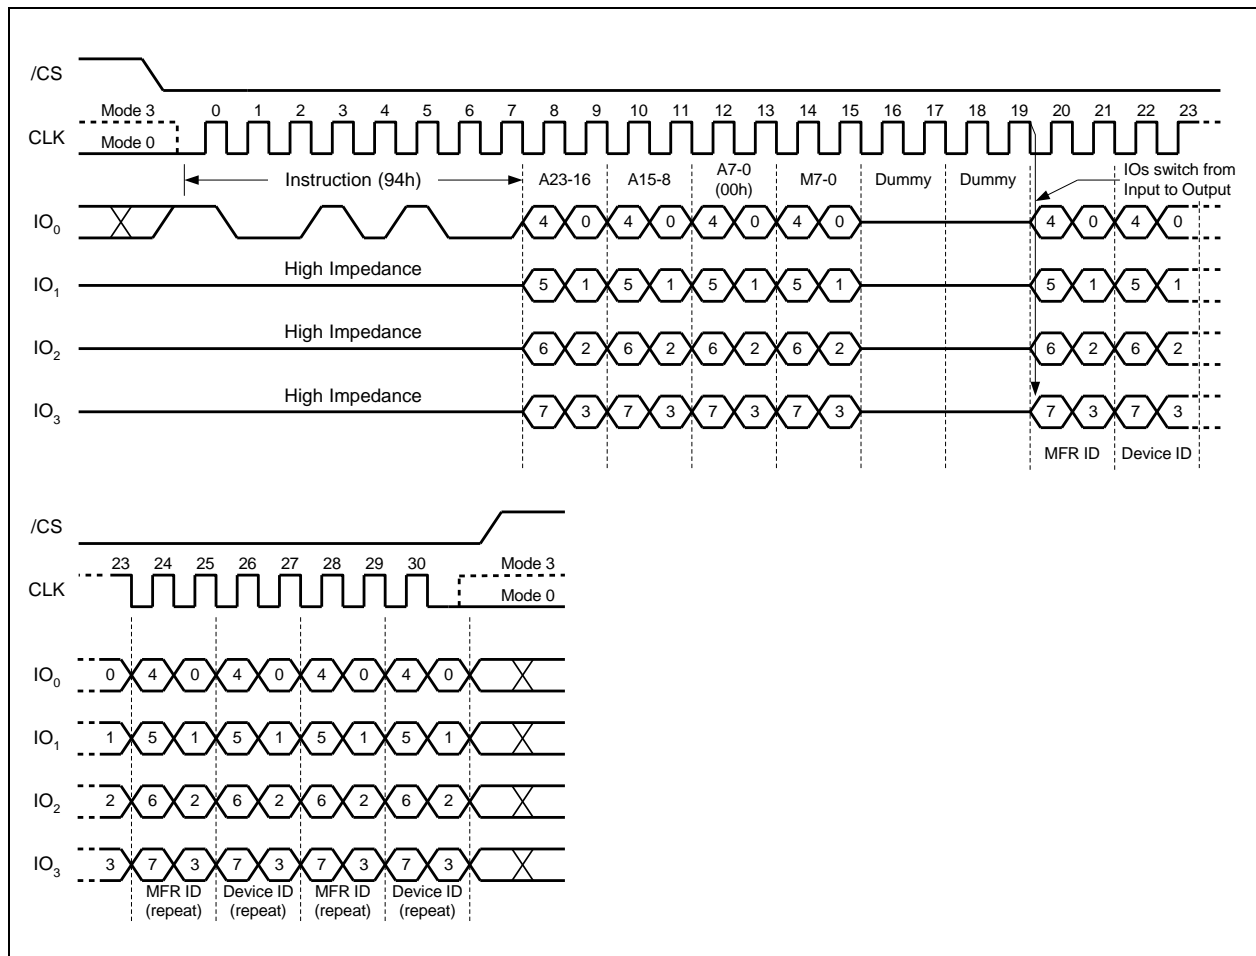 /CS
Mode 3 0 1 2 3 4 5 6 7 8 9 10 11 12 13 14 15 16 17 18 19 20 21 22 23
CLK Mode 0
Instruction (94h) A23-16 A15-8 A7-0 (00h) M7-0 Dummy Dummy IOs switch from Input to Output
IO0 4 0 4 0 4 0 4 0 4 0 4 0
High Impedance
IO1 5 1 5 1 5 1 5 1 5 1 5 1
High Impedance
IO2 6 2 6 2 6 2 6 2 6 2 6 2
High Impedance
IO3 7 3 7 3 7 3 7 3 7 3 7 3
MFR ID Device ID
/CS
23 24 25 26 27 28 29 30 Mode 3
CLK Mode 0
IO0 0 4 0 4 0 4 0 4 0
IO1 1 5 1 5 1 5 1 5 1
IO2 2 6 2 6 2 6 2 6 2
IO3 3 7 3 7 3 7 3 7 3
MFR ID Device ID MFR ID Device ID
(repeat) (repeat) (repeat) (repeat)